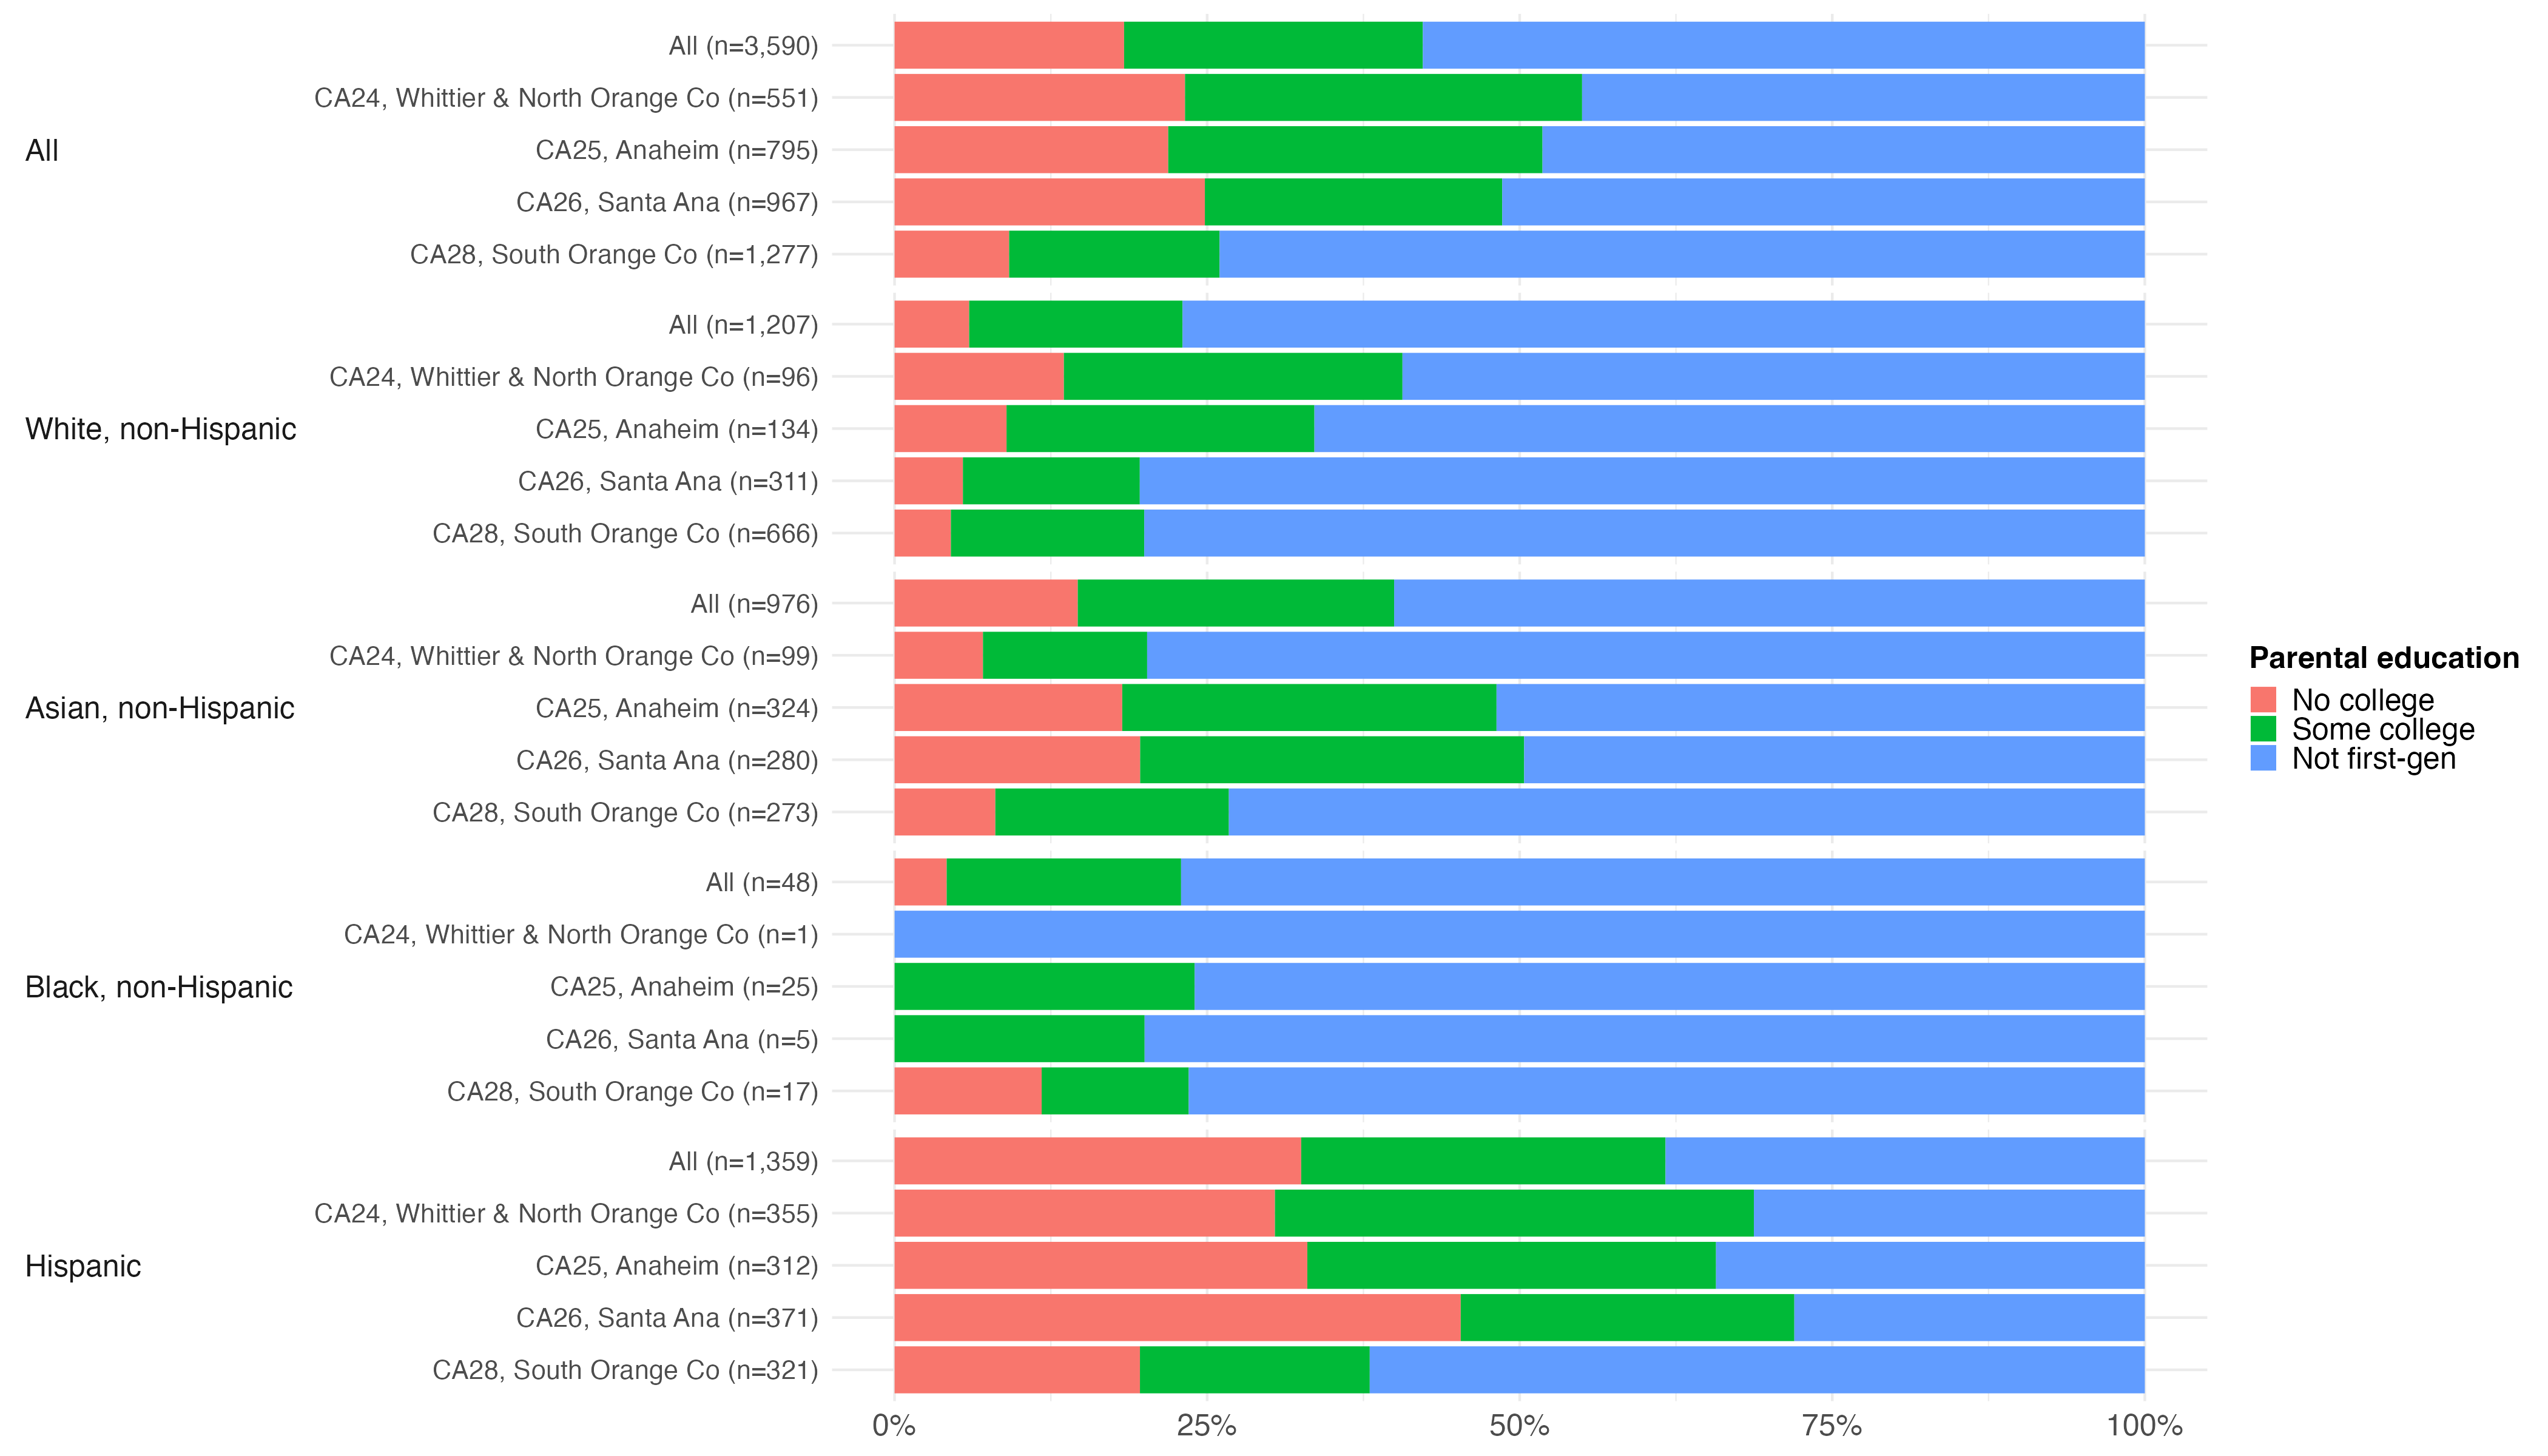 All
All (n=3,590)
CA24, Whittier & North Orange Co (n=551)
CA25, Anaheim (n=795)
CA26, Santa Ana (n=967)
CA28, South Orange Co (n=1,277)
White, non-Hispanic
All (n=1,207)
CA24, Whittier & North Orange Co (n=96)
CA25, Anaheim (n=134)
CA26, Santa Ana (n=311)
CA28, South Orange Co (n=666)
Asian, non-Hispanic
All (n=976)
CA24, Whittier & North Orange Co (n=99)
CA25, Anaheim (n=324)
CA26, Santa Ana (n=280)
CA28, South Orange Co (n=273)
Black, non-Hispanic
All (n=48)
CA24, Whittier & North Orange Co (n=1)
CA25, Anaheim (n=25)
CA26, Santa Ana (n=5)
CA28, South Orange Co (n=17)
Hispanic
All (n=1,359)
CA24, Whittier & North Orange Co (n=355)
CA25, Anaheim (n=312)
CA26, Santa Ana (n=371)
CA28, South Orange Co (n=321)
0% 25% 50% 75% 100%
Parental education
No college
Some college
Not first-gen